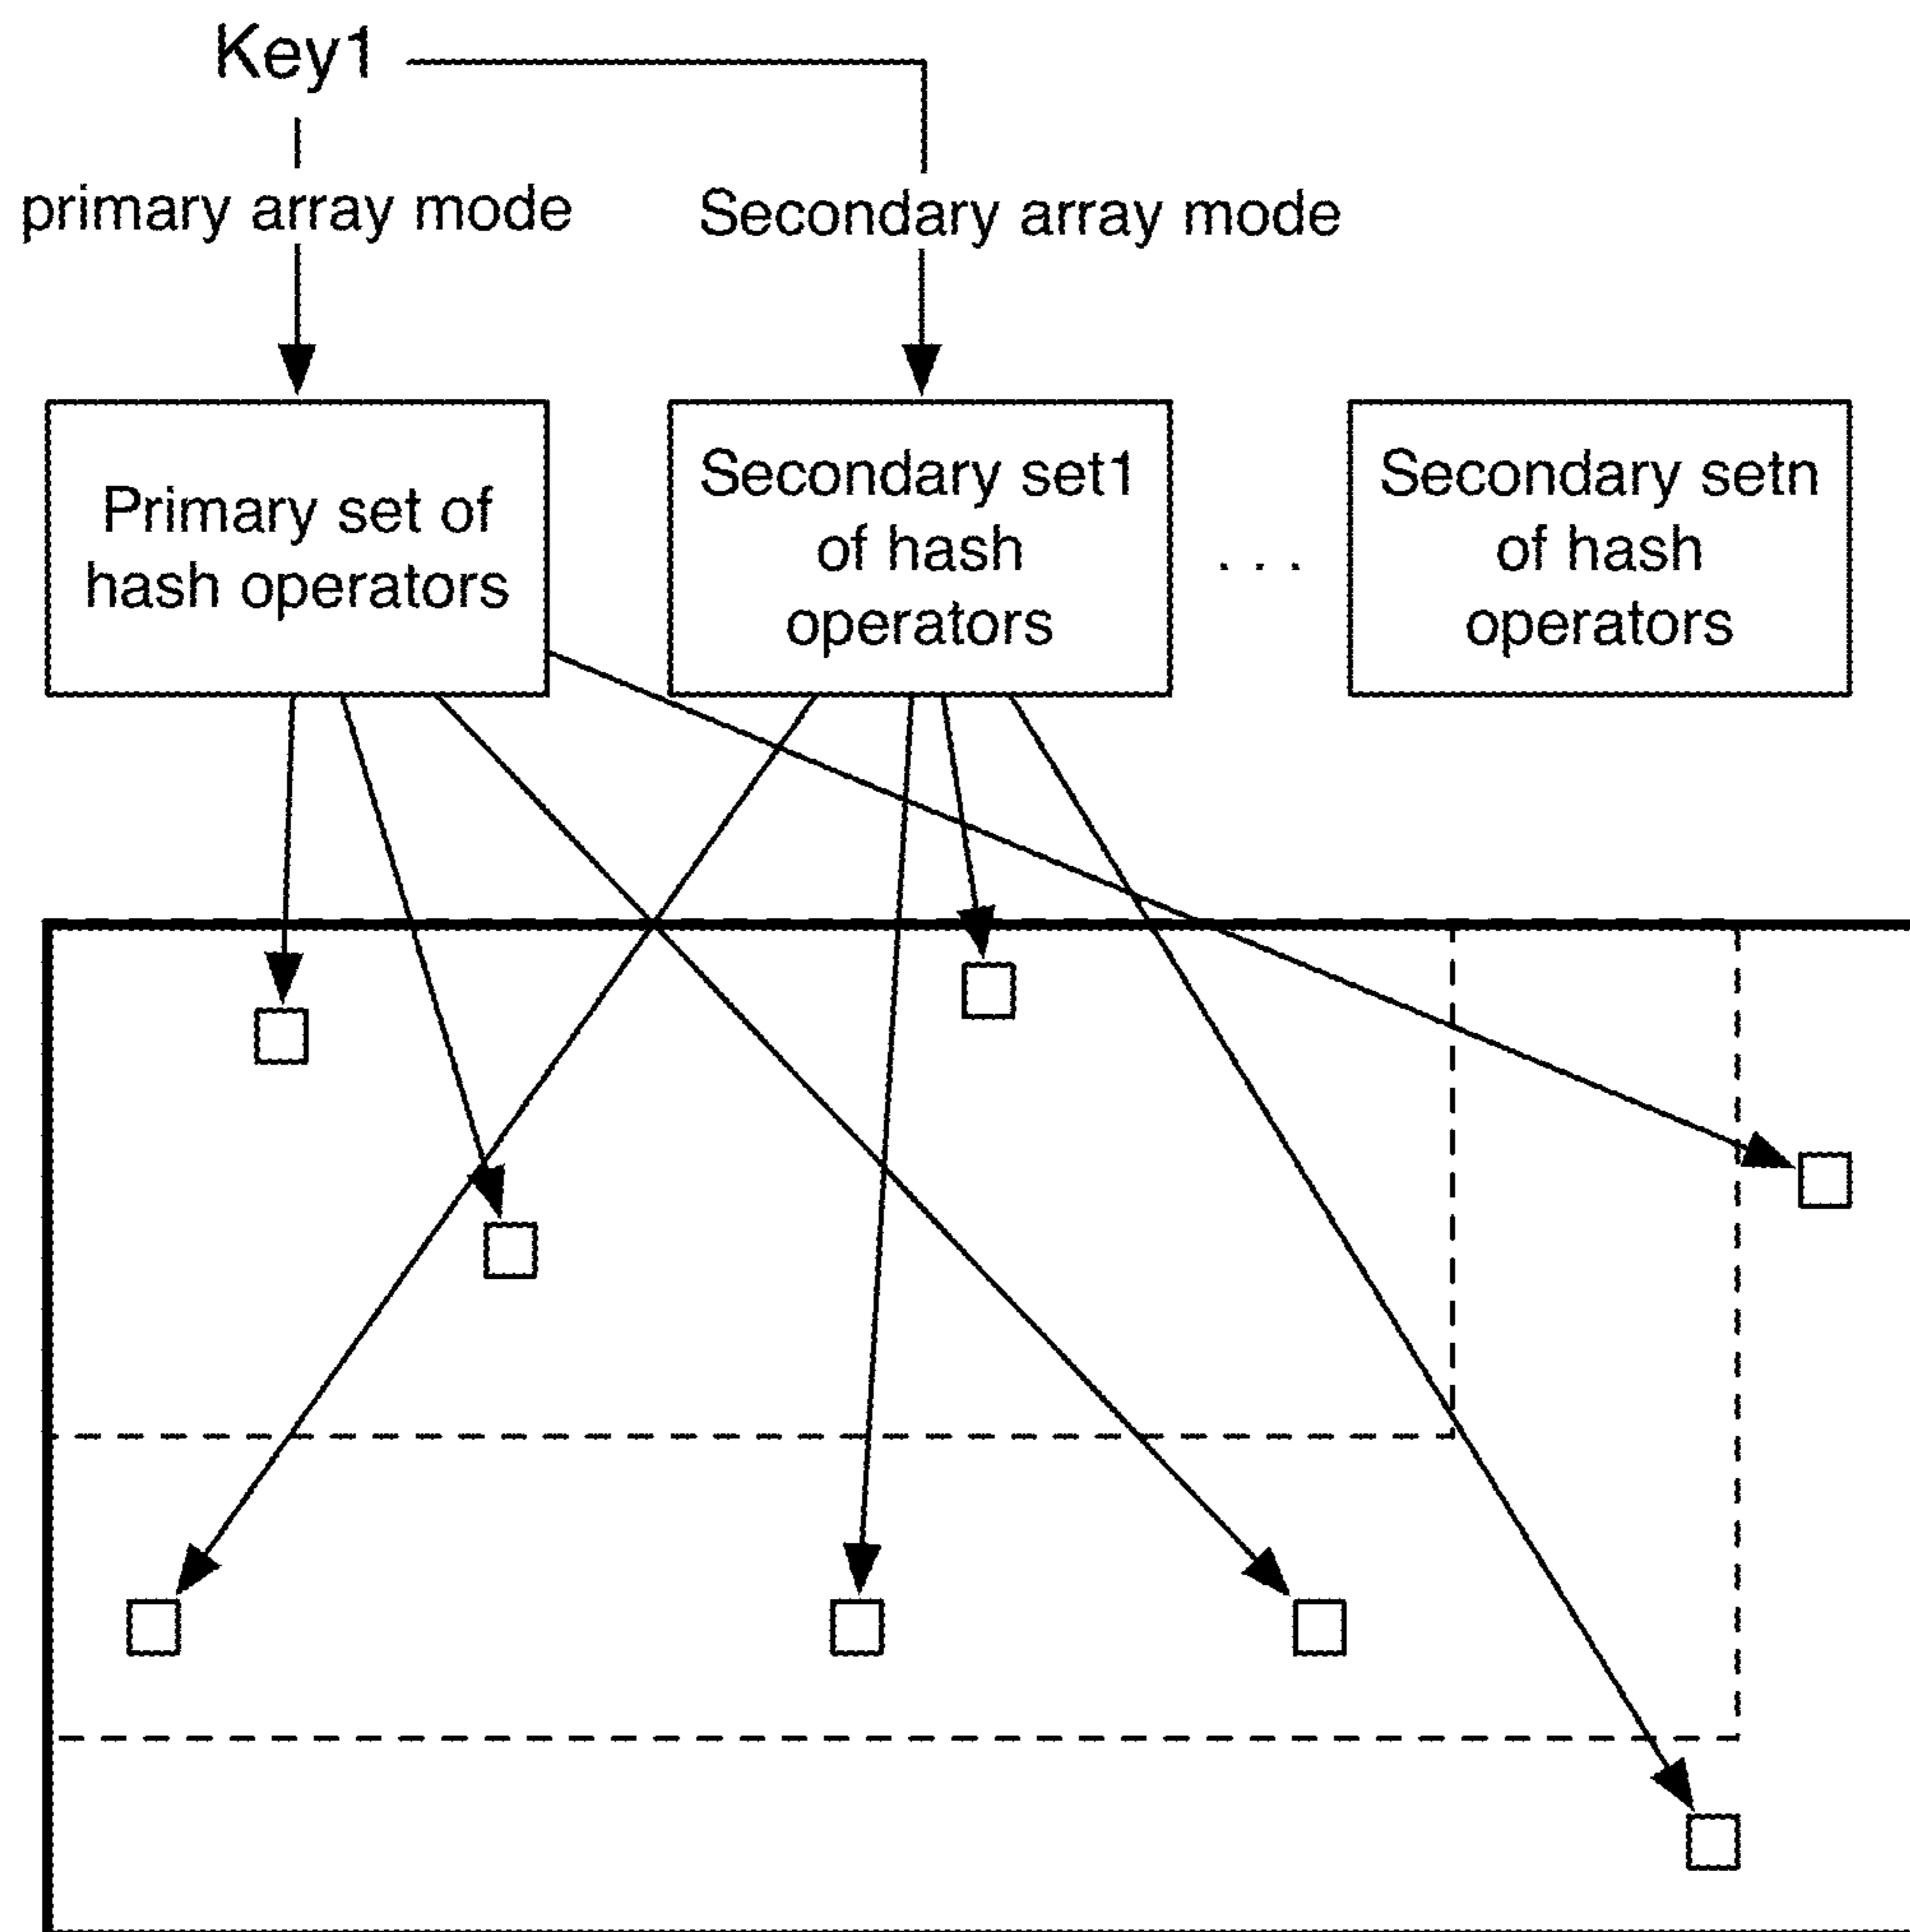 Key1
primary array mode
Secondary array mode
Primary set of
hash operators
Secondary set1
of hash
operators
. . .
Secondary setn
of hash
operators